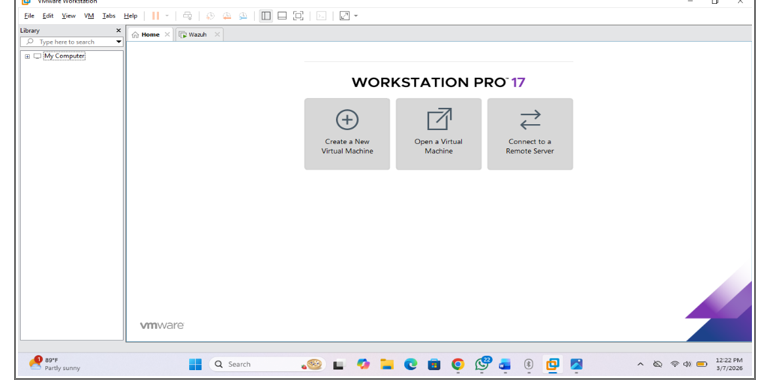 VMware Workstation
File Edit View VM Tabs Help
Library
Type here to search
My Computer
Home
Wazuh
WORKSTATION PRO™ 17
Create a New
Virtual Machine
Open a Virtual
Machine
Connect to a
Remote Server
vmware
1
89°F
Partly sunny
Search
22
12:22 PM
3/7/2026